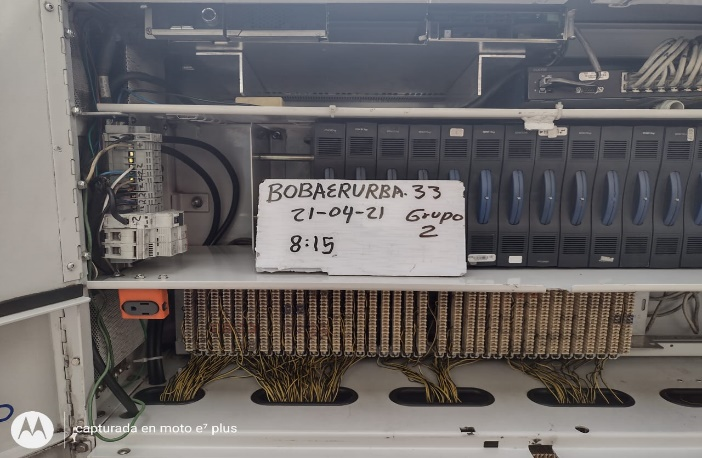 BOBAERURBA.33
21-04-21 Grupo
2
8:15
capturada en moto e⁷ plus